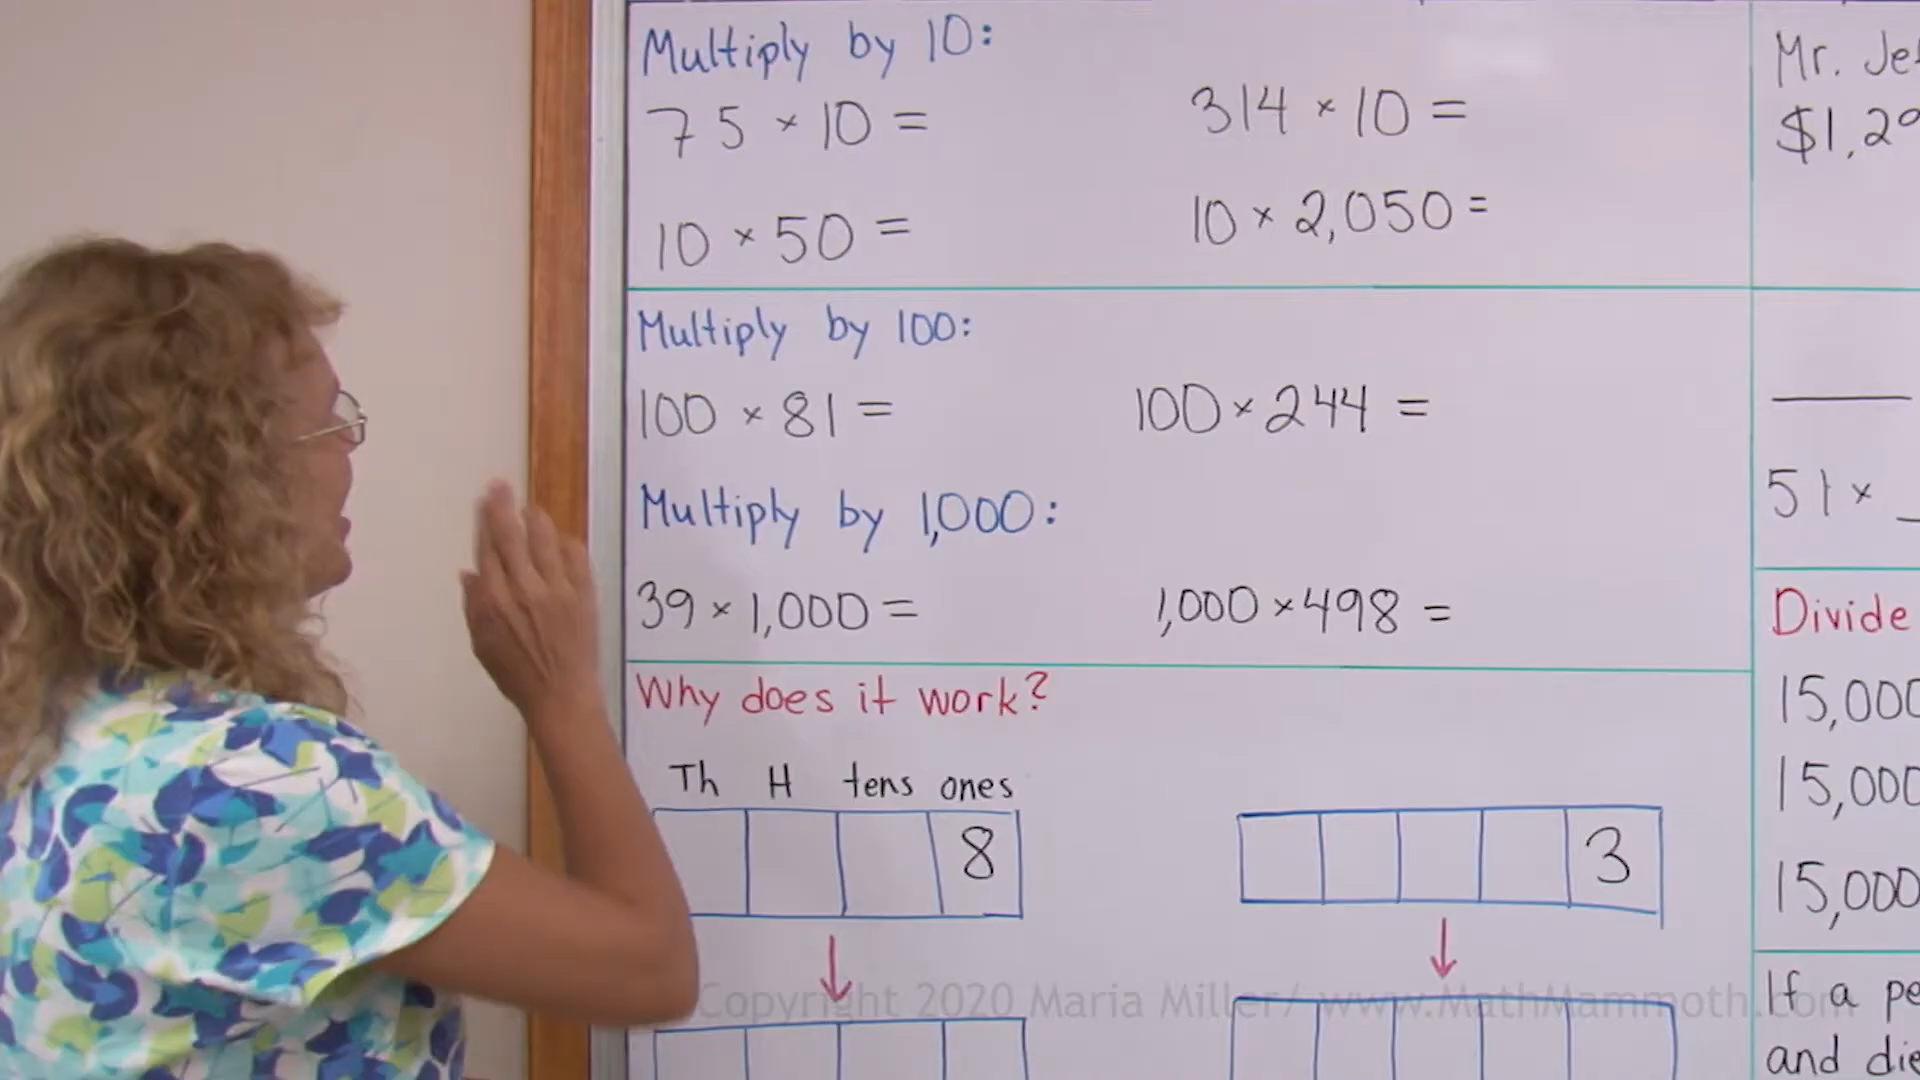 Multiply by 10:
75 × 10 =
314 × 10 =
10 × 50 =
10 × 2,050 =
Multiply by 100:
100 × 81 =
100 × 244 =
Multiply by 1,000:
39 × 1,000 =
1,000 × 498 =
Why does it work?
Th H tens ones
8
3
Copyright 2020 Maria Miller/ www.MathMammoth.com
Mr.
$1,2
51 ×
Divide
15,000
15,000
15,000
If a
and